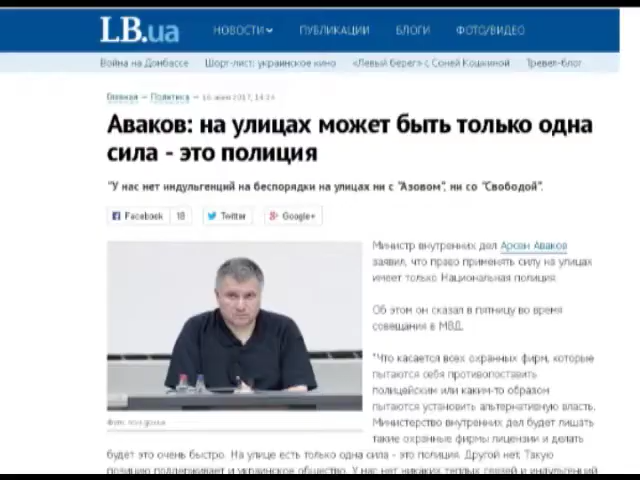 LB.ua НОВОСТИ ПУБЛИКАЦИИ БЛОГИ ФОТО/ВИДЕО
Война на Донбассе Шорт-лист: украинское кино «Левый берег» с Соней Кошкиной Тревел-блог
Главная — Политика — 2017, 14:24
Аваков: на улицах может быть только одна
сила - это полиция
"У нас нет индульгенций на беспорядки на улицах ни с "Азовом", ни со "Свободой".
Facebook 18 Twitter Google+
Министр внутренних дел Арсен Аваков
заявил, что право применять силу на улицах
имеет только Национальная полиция.
Об этом он сказал в пятницу во время
совещания в МВД.
"Что касается всех охранных фирм, которые
пытаются себя противопоставить
полицейским или каким-то образом
пытаются установить альтернативную власть.
Министерство внутренних дел будет лишать
Фото:
такие охранные фирмы лицензии и делать
будет это очень быстро. На улице есть только одна сила - это полиция. Другой нет. Такую
позицию поддерживает и украинское общество. У нас нет никаких теплых связей и индульгенций